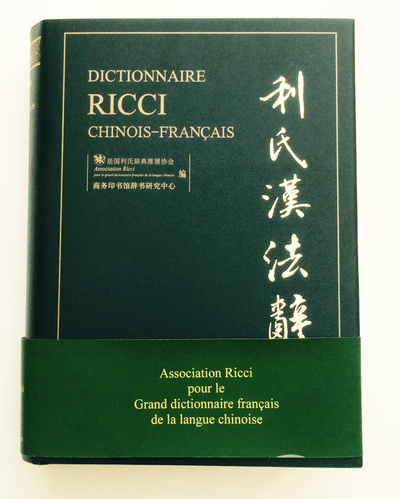 DICTIONNAIRE
RICCI
CHINOIS–FRANÇAIS
法国利氏辞典推展协会
Association Ricci
pour le grand dictionnaire français de la langue chinoise
商务印书馆辞书研究中心
编
利氏漢法辭
Association Ricci
pour le
Grand dictionnaire français
de la langue chinoise